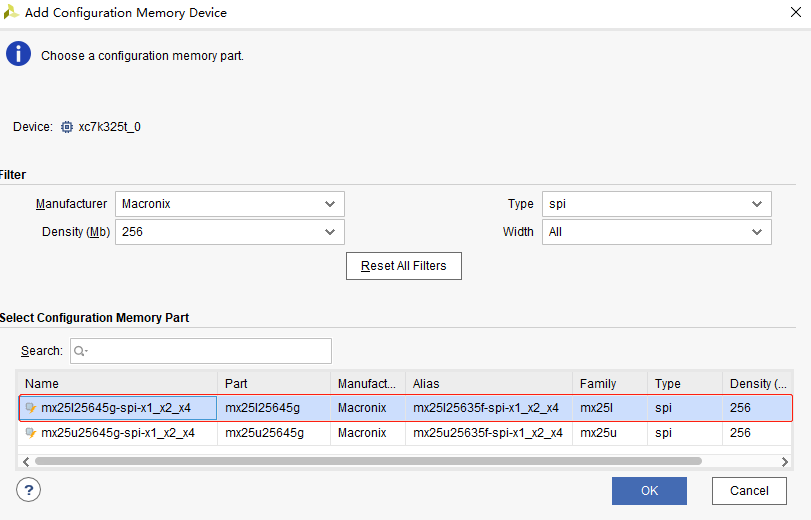 Add Configuration Memory Device
Choose a configuration memory part.
Device: xc7k325t_0
Filter
Manufacturer Macronix Type spi
Density (Mb) 256 Width All
Reset All Filters
Select Configuration Memory Part
Search:
Name Part Manufact... Alias Family Type Density (...
mx25l25645g-spi-x1_x2_x4 mx25l25645g Macronix mx25l25635f-spi-x1_x2_x4 mx25l spi 256
mx25u25645g-spi-x1_x2_x4 mx25u25645g Macronix mx25u25635f-spi-x1_x2_x4 mx25u spi 256
? OK Cancel